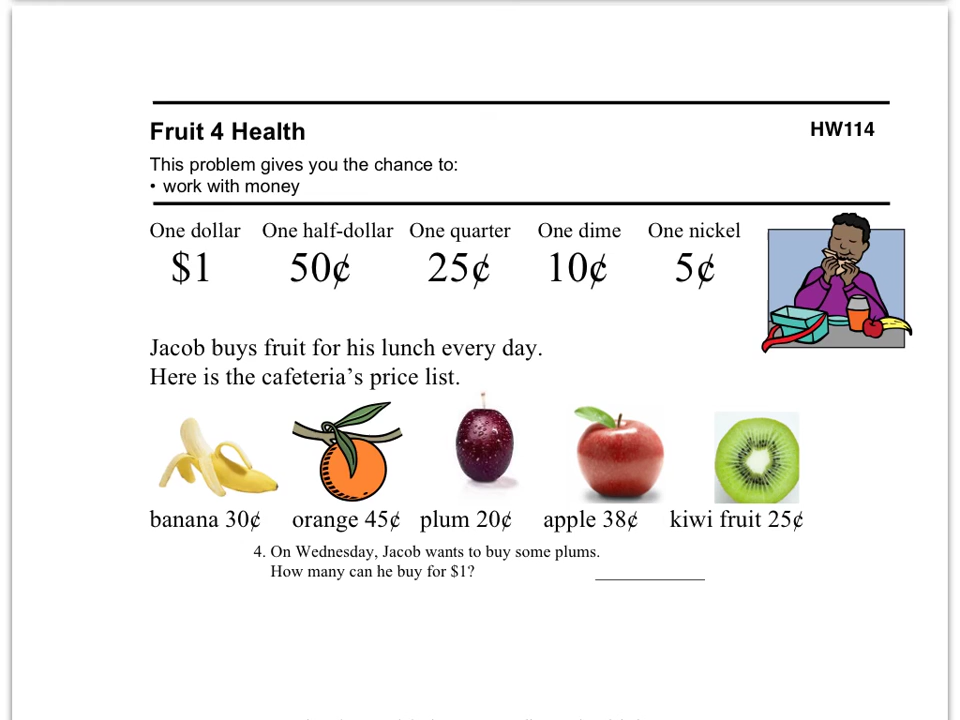 Fruit 4 Health
HW114
This problem gives you the chance to:
• work with money
One dollar One half-dollar One quarter One dime One nickel
$1 50¢ 25¢ 10¢ 5¢
Jacob buys fruit for his lunch every day.
Here is the cafeteria’s price list.
banana 30¢ orange 45¢ plum 20¢ apple 38¢ kiwi fruit 25¢
4. On Wednesday, Jacob wants to buy some plums.
How many can he buy for $1?